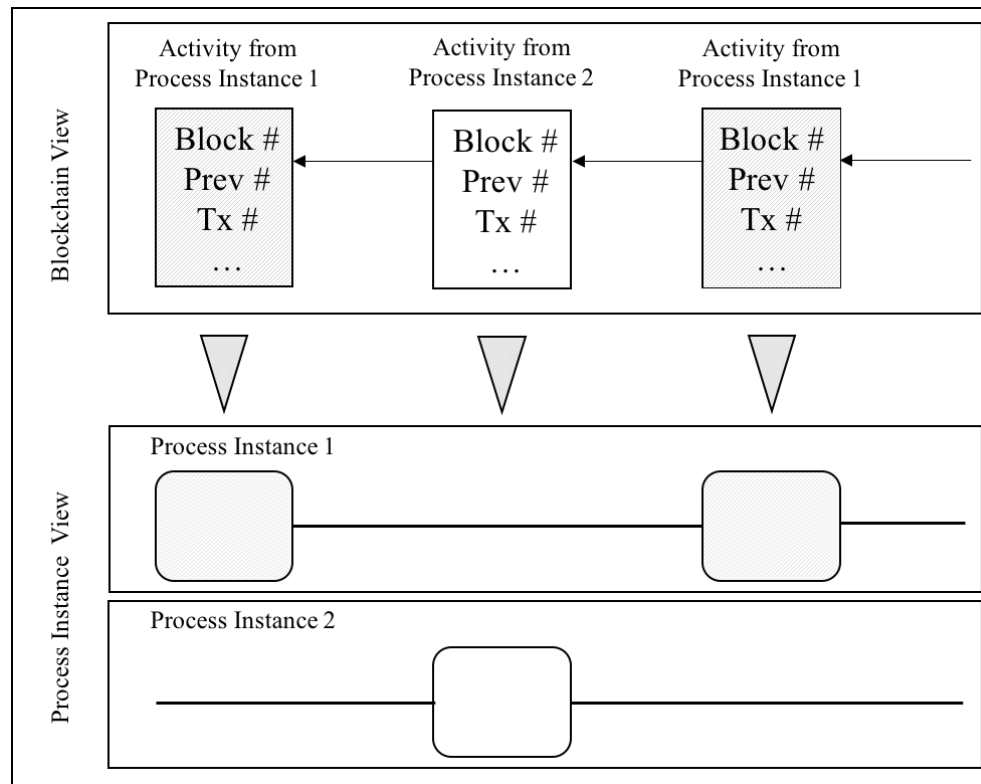 Blockchain View
Activity from
Process Instance 1
Activity from
Process Instance 2
Activity from
Process Instance 1
Block #
Prev #
Tx #
…
Block #
Prev #
Tx #
…
Block #
Prev #
Tx #
…
Process Instance View
Process Instance 1
Process Instance 2